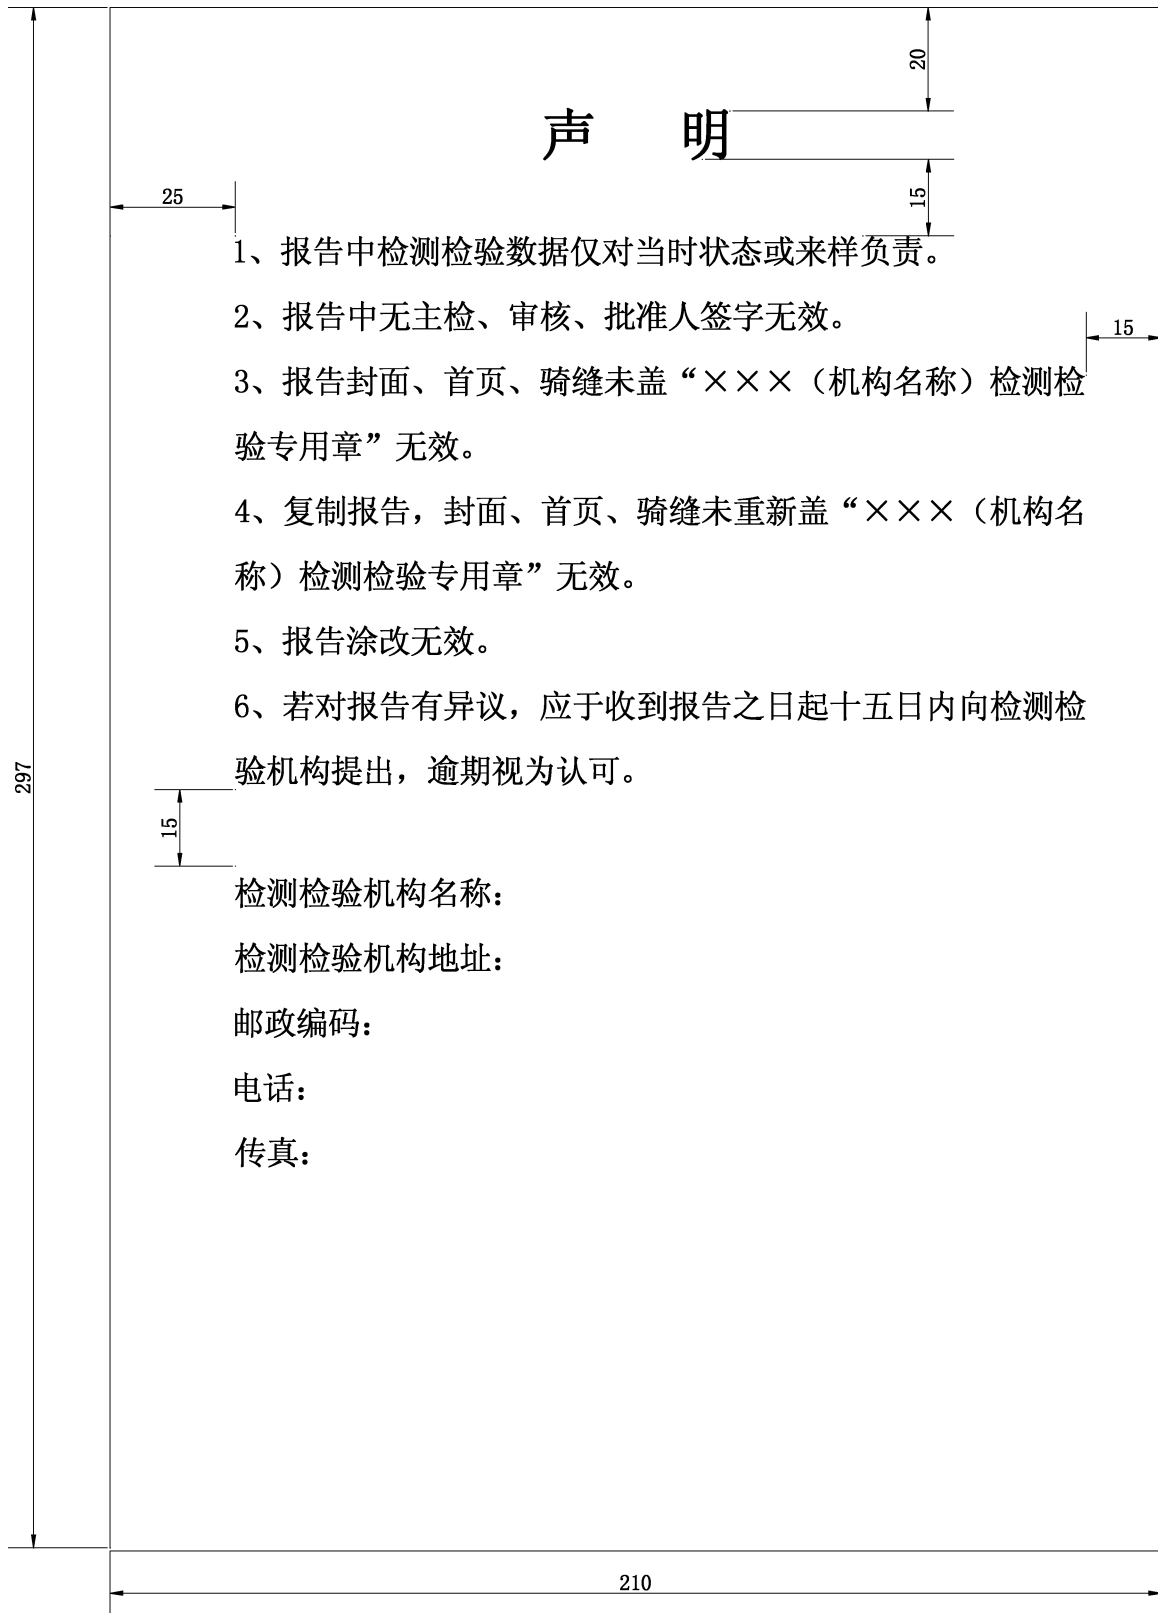 20
声 明
25
15
1、报告中检测检验数据仅对当时状态或来样负责。
2、报告中无主检、审核、批准人签字无效。
15
3、报告封面、首页、骑缝未盖“×××（机构名称）检测检
验专用章”无效。
4、复制报告，封面、首页、骑缝未重新盖“×××（机构名
称）检测检验专用章”无效。
5、报告涂改无效。
6、若对报告有异议，应于收到报告之日起十五日内向检测检
验机构提出，逾期视为认可。
297
15
检测检验机构名称：
检测检验机构地址：
邮政编码：
电话：
传真：
210